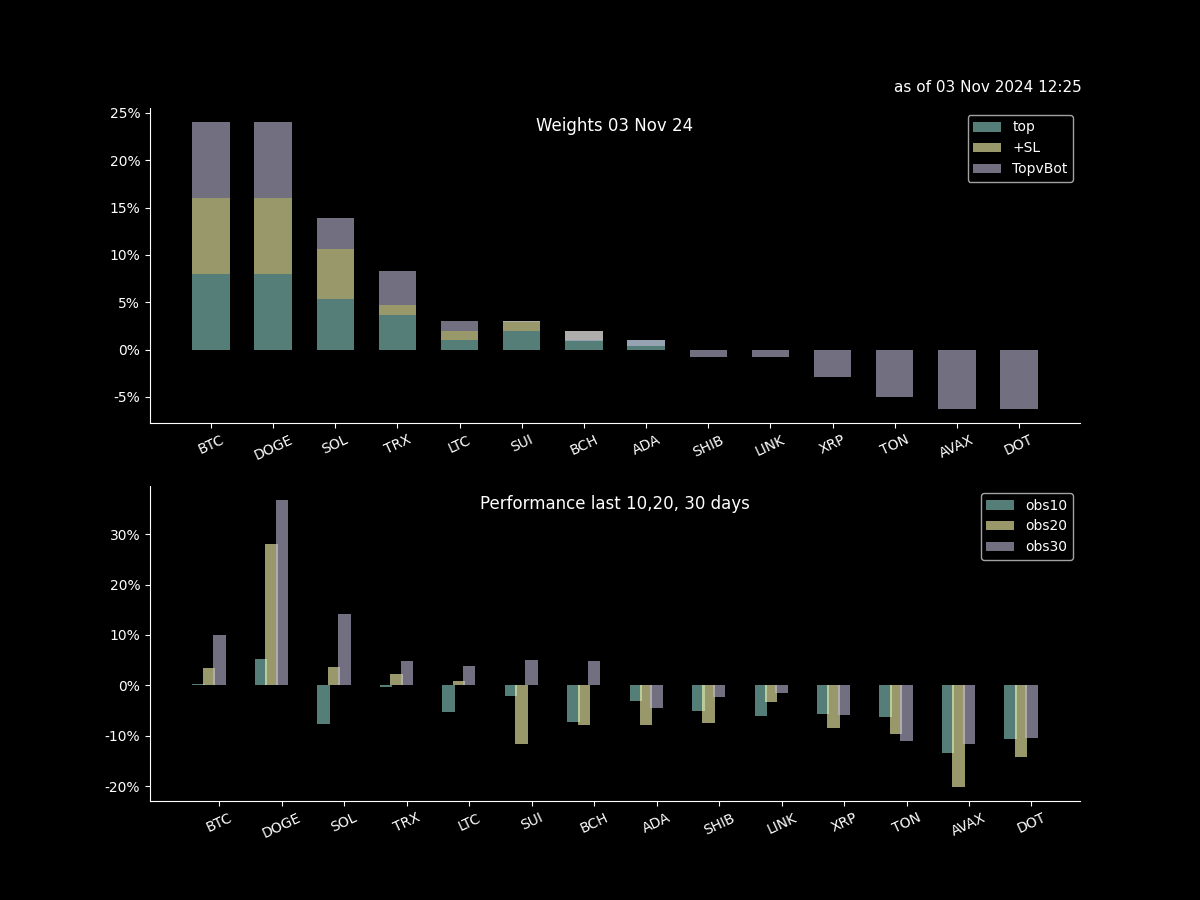 as of 03 Nov 2024 12:25
Weights 03 Nov 24
top
+SL
TopvBot
25%
20%
15%
10%
5%
0%
-5%
BTC DOGE SOL TRX LTC SUI BCH ADA SHIB LINK XRP TON AVAX DOT
Performance last 10,20, 30 days
obs10
obs20
obs30
30%
20%
10%
0%
-10%
-20%
BTC DOGE SOL TRX LTC SUI BCH ADA SHIB LINK XRP TON AVAX DOT